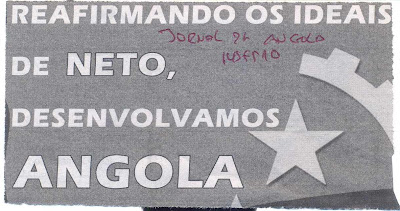 REAFIRMANDO OS IDEAIS
JORNAL DE ANGOLA
DE NETO,
DESENVOLVAMOS
ANGOLA